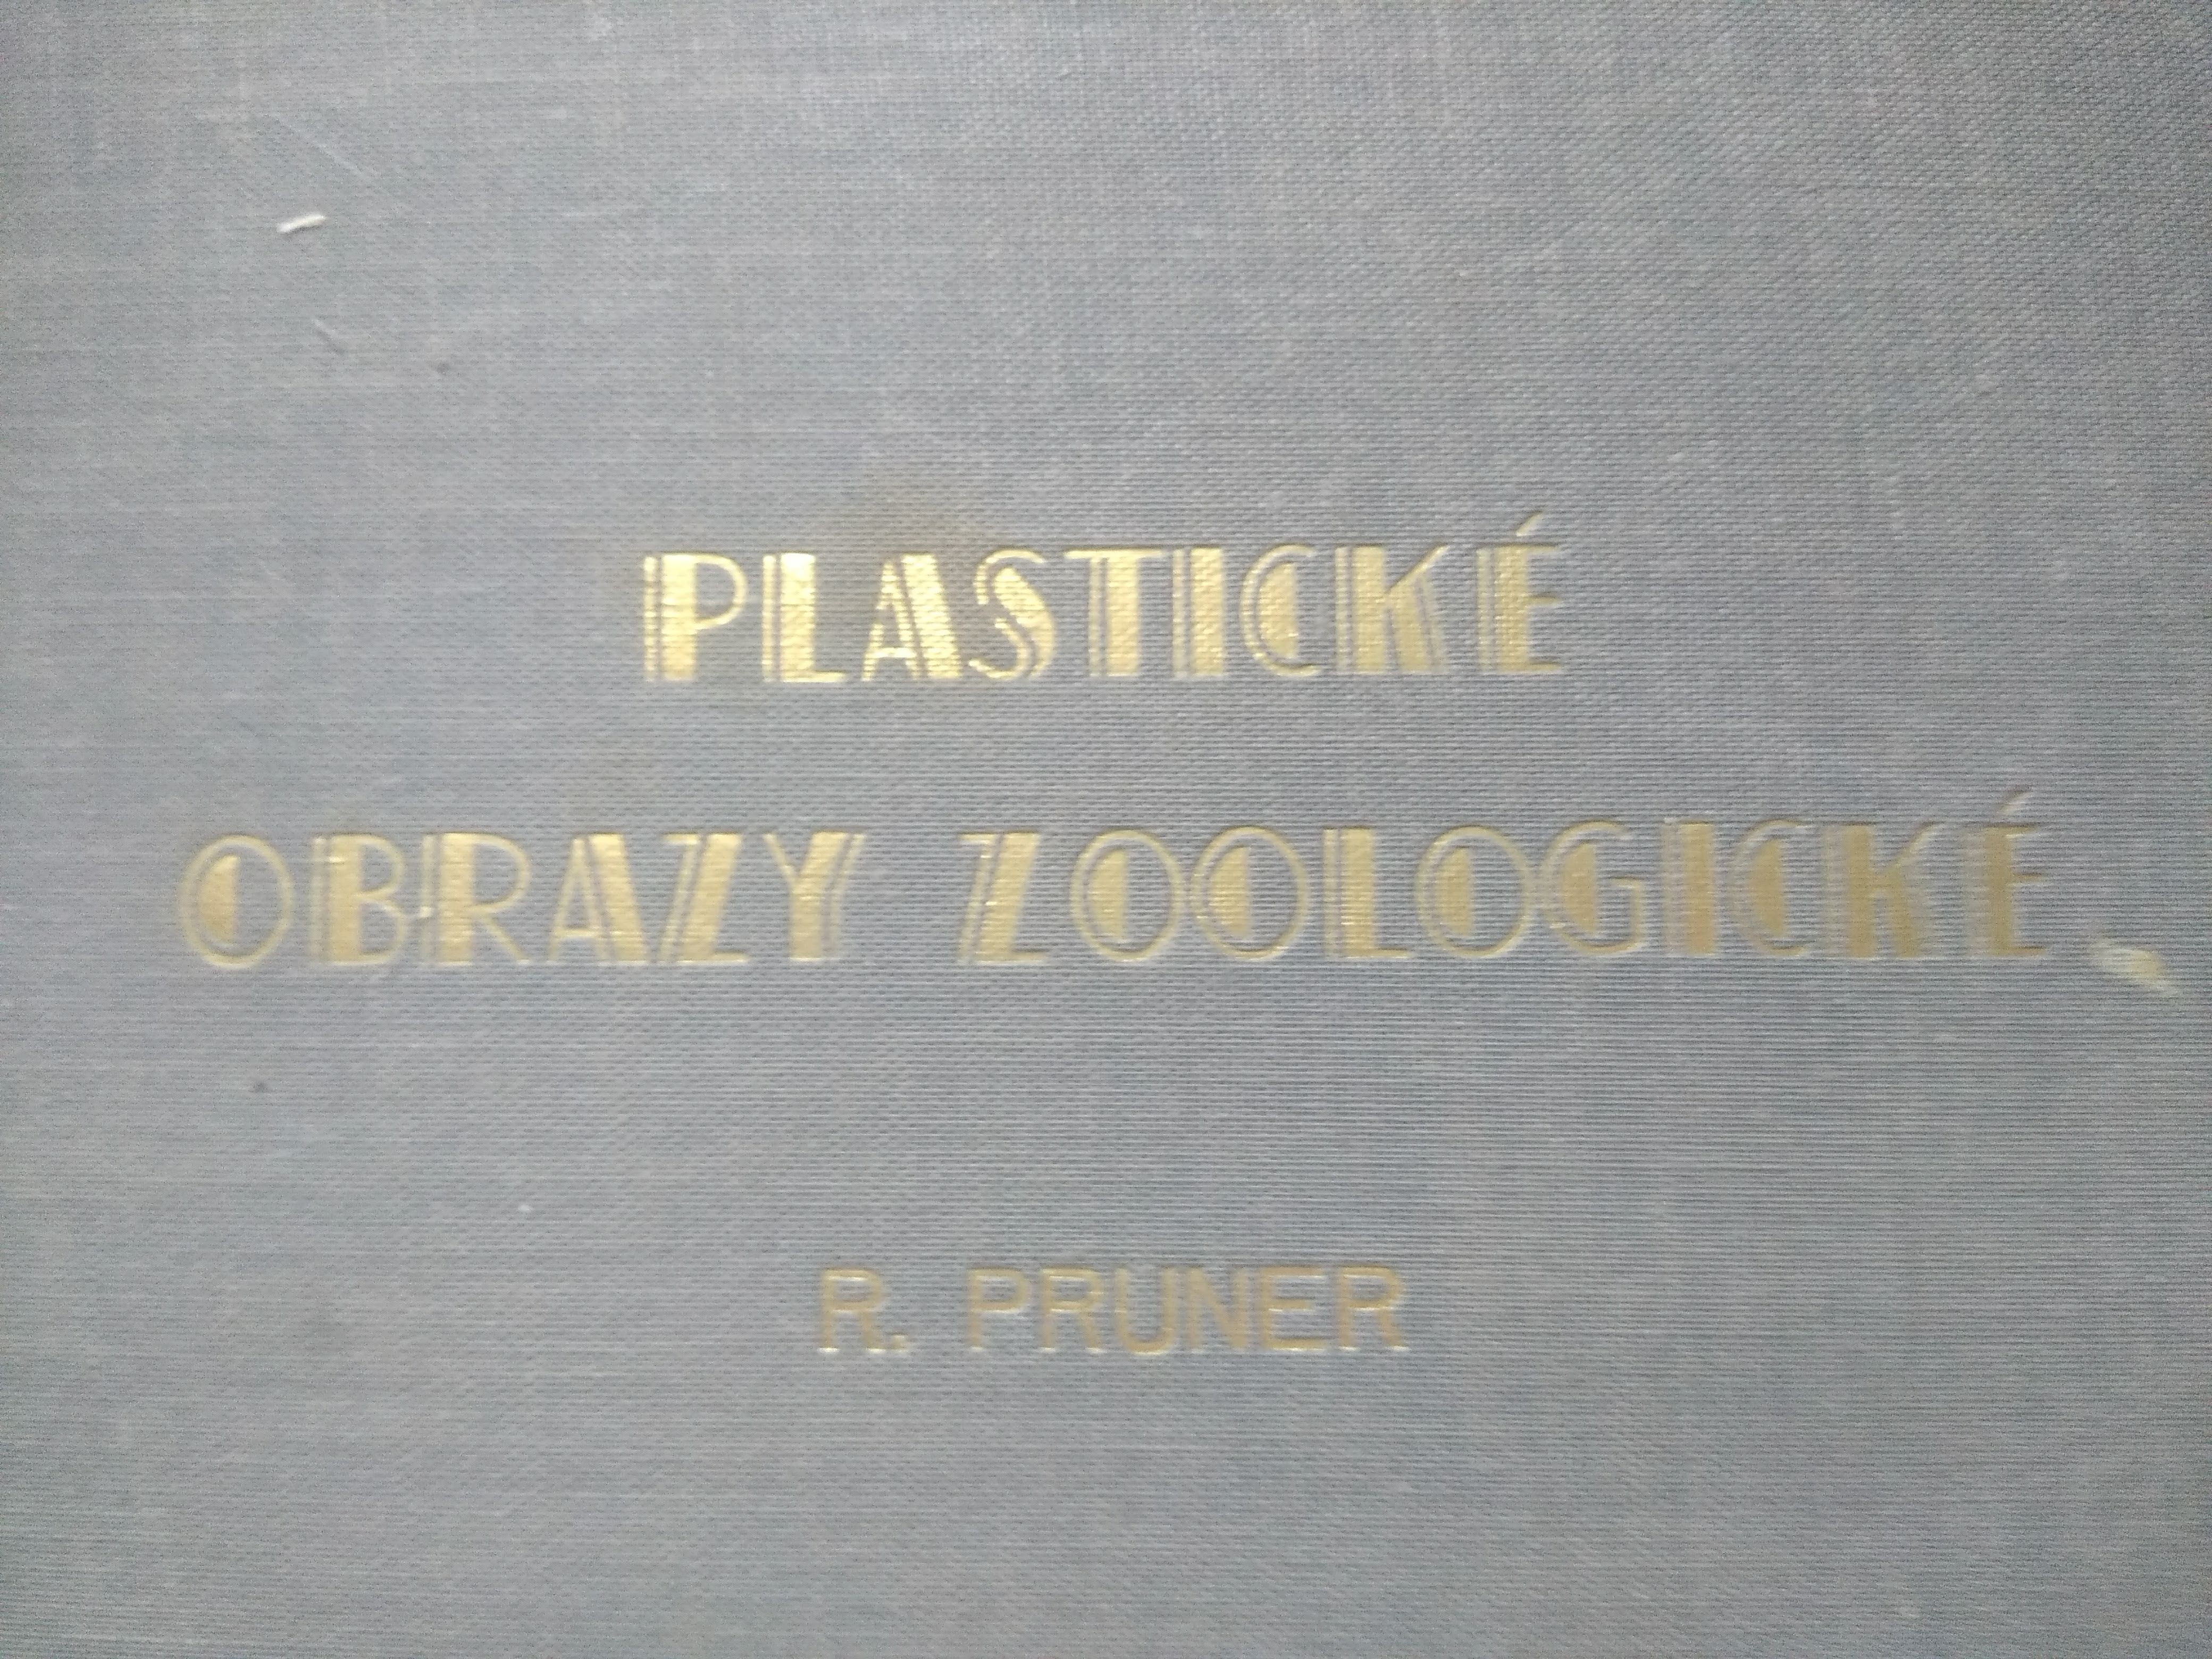 PLASTICKÉ
OBRAZY ZOOLOGICKÉ
R. PRUNER